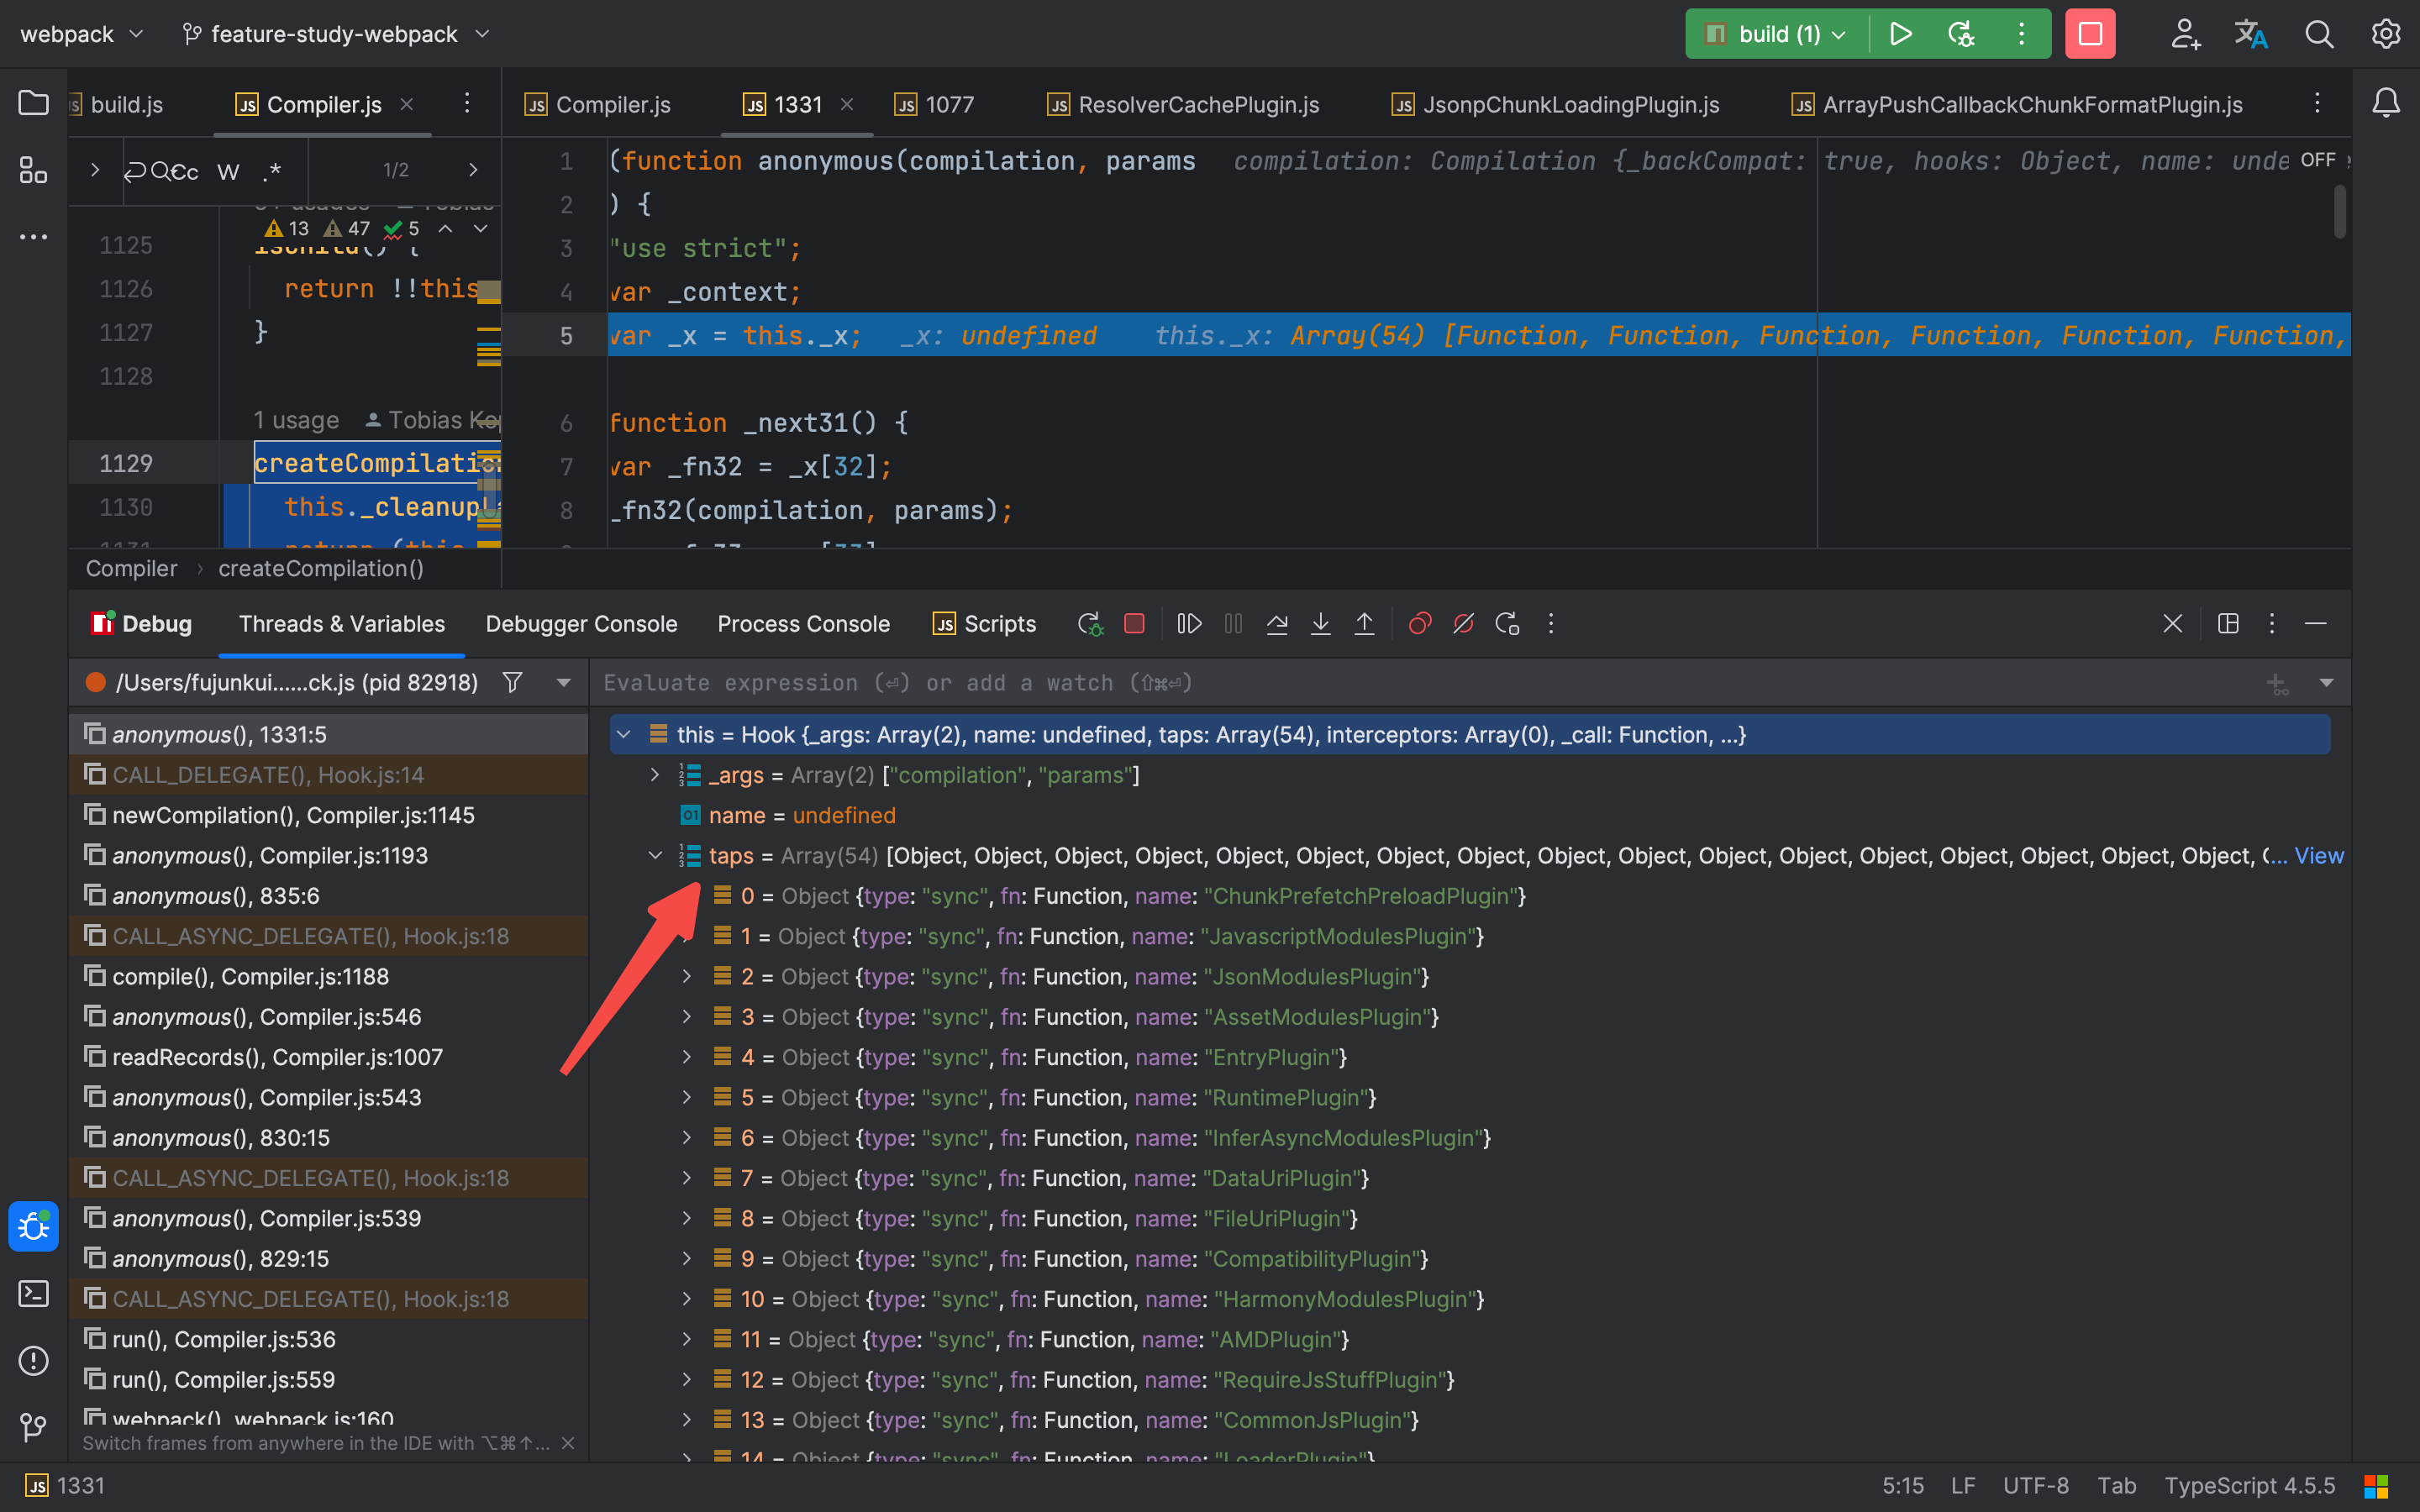 webpack
feature-study-webpack
build (1)
build.js
Compiler.js
Compiler.js
1331
1077
ResolverCachePlugin.js
JsonpChunkLoadingPlugin.js
ArrayPushCallbackChunkFormatPlugin.js
Cc W .* 1/2
13 47 5
1125
1126 return !!this
1127 }
1128
1 usage Tobias
1129 createCompilatio
1130 this._cleanup
1131 return (this
Compiler › createCompilation()
1 (function anonymous(compilation, params compilation: Compilation {_backCompat: true, hooks: Object, name: unde OFF
2 ) {
3 "use strict";
4 var _context;
5 var _x = this._x; _x: undefined this._x: Array(54) [Function, Function, Function, Function, Function, Function,
6 function _next31() {
7 var _fn32 = _x[32];
8 _fn32(compilation, params);
Debug
Threads & Variables
Debugger Console
Process Console
Scripts
/Users/fujunkui......ck.js (pid 82918)
Evaluate expression (⏎) or add a watch (⇧⌘⏎)
anonymous(), 1331:5
CALL_DELEGATE(), Hook.js:14
newCompilation(), Compiler.js:1145
anonymous(), Compiler.js:1193
anonymous(), 835:6
CALL_ASYNC_DELEGATE(), Hook.js:18
compile(), Compiler.js:1188
anonymous(), Compiler.js:546
readRecords(), Compiler.js:1007
anonymous(), Compiler.js:543
anonymous(), 830:15
CALL_ASYNC_DELEGATE(), Hook.js:18
anonymous(), Compiler.js:539
anonymous(), 829:15
CALL_ASYNC_DELEGATE(), Hook.js:18
run(), Compiler.js:536
run(), Compiler.js:559
webpack(), webpack.js:160
Switch frames from anywhere in the IDE with ⌥⌘↑...
this = Hook {_args: Array(2), name: undefined, taps: Array(54), interceptors: Array(0), _call: Function, ...}
_args = Array(2) ["compilation", "params"]
name = undefined
taps = Array(54) [Object, Object, Object, Object, Object, Object, Object, Object, Object, Object, Object, Object, Object, Object, Object, Object, Object, ... View
0 = Object {type: "sync", fn: Function, name: "ChunkPrefetchPreloadPlugin"}
1 = Object {type: "sync", fn: Function, name: "JavascriptModulesPlugin"}
2 = Object {type: "sync", fn: Function, name: "JsonModulesPlugin"}
3 = Object {type: "sync", fn: Function, name: "AssetModulesPlugin"}
4 = Object {type: "sync", fn: Function, name: "EntryPlugin"}
5 = Object {type: "sync", fn: Function, name: "RuntimePlugin"}
6 = Object {type: "sync", fn: Function, name: "InferAsyncModulesPlugin"}
7 = Object {type: "sync", fn: Function, name: "DataUriPlugin"}
8 = Object {type: "sync", fn: Function, name: "FileUriPlugin"}
9 = Object {type: "sync", fn: Function, name: "CompatibilityPlugin"}
10 = Object {type: "sync", fn: Function, name: "HarmonyModulesPlugin"}
11 = Object {type: "sync", fn: Function, name: "AMDPlugin"}
12 = Object {type: "sync", fn: Function, name: "RequireJsStuffPlugin"}
13 = Object {type: "sync", fn: Function, name: "CommonJsPlugin"}
14 = Object {type: "sync", fn: Function, name: "LoaderPlugin"}
1331
5:15 LF UTF-8 Tab TypeScript 4.5.5